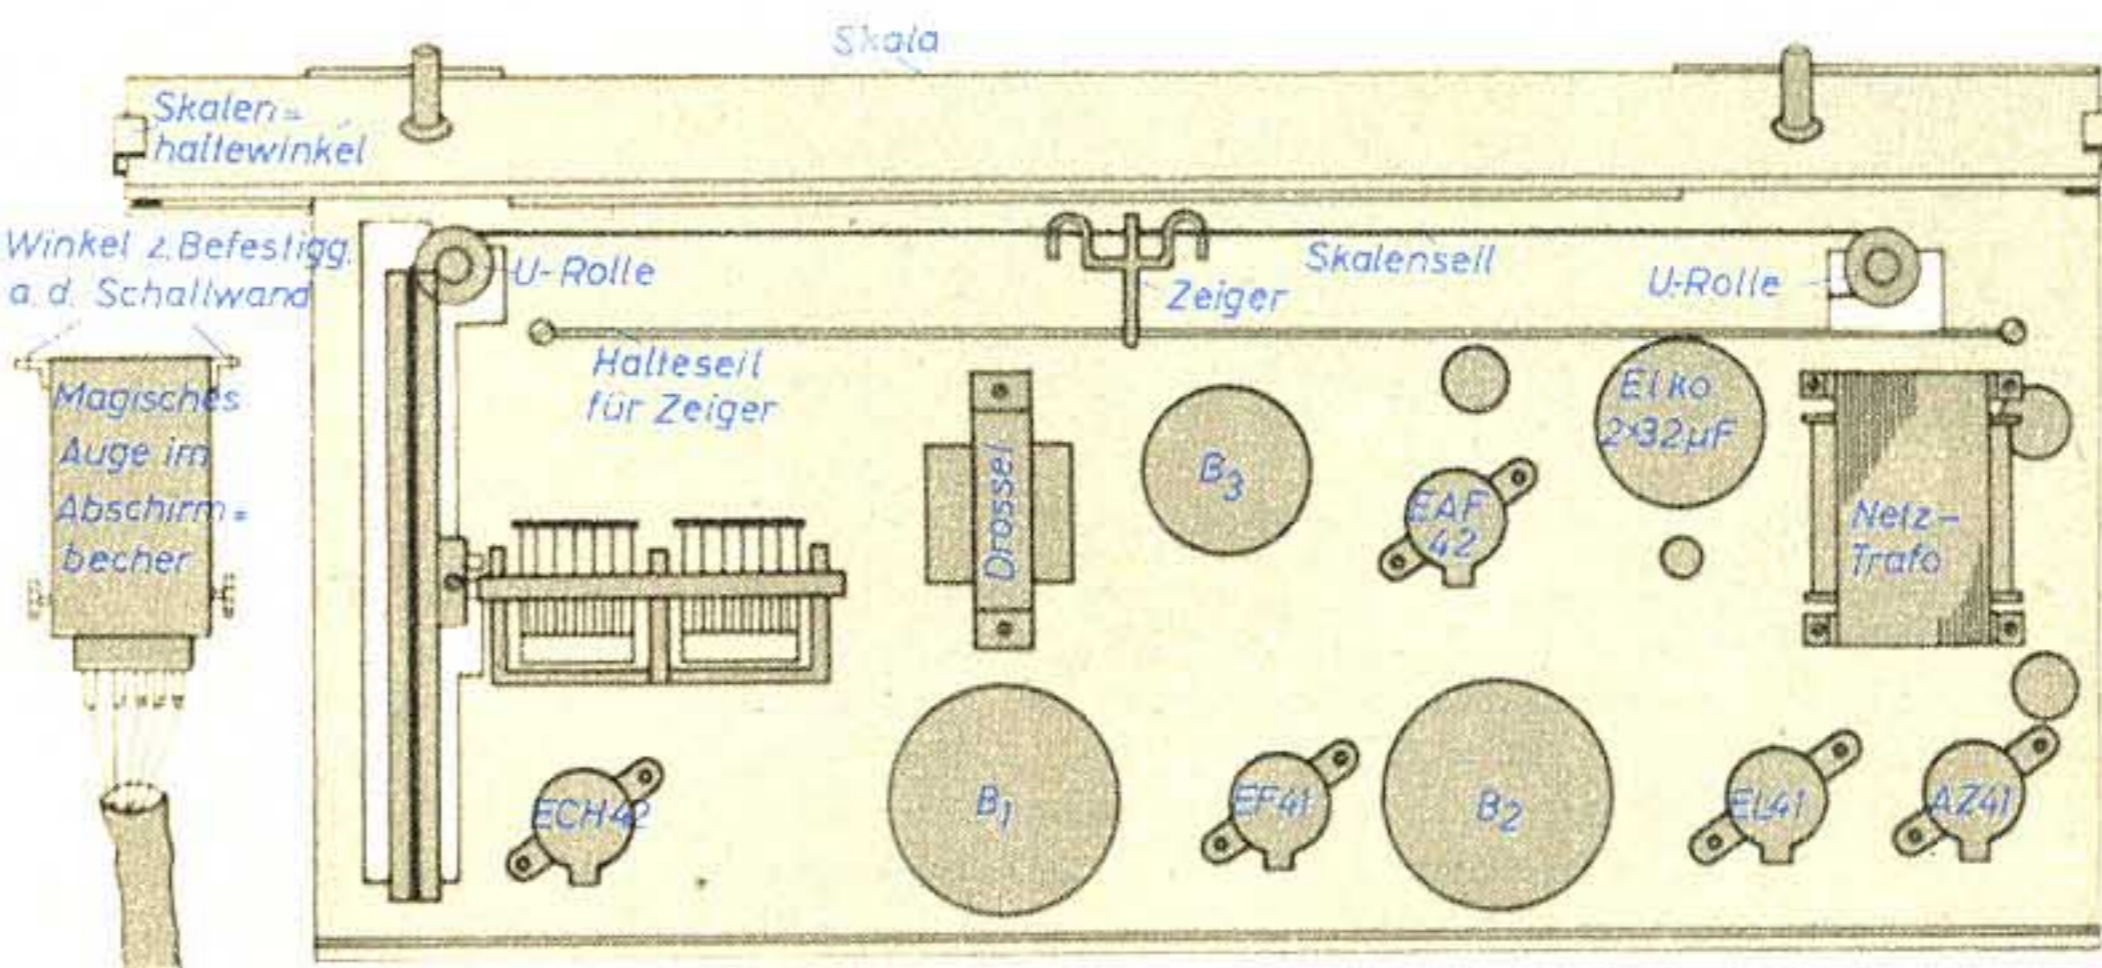 Skala
Skalen=
haltewinkel
Winkel z. Befestigg.
a. d. Schallwand
U-Rolle
Skalenseil
Zeiger
U-Rolle
Halteseil
für Zeiger
Magisches
Auge im
Abschirm=
becher
Drossel
B3
EAF
42
Elko
2×32µF
Netz-
Trafo
ECH42
B1
EF41
B2
EL41
AZ41